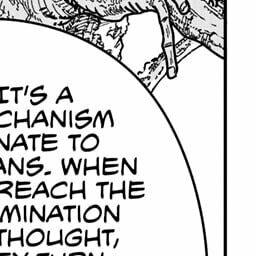 IT'S A
CHANISM
NATE TO
ANS. WHEN
REACH THE
MINATION
THOUGHT,